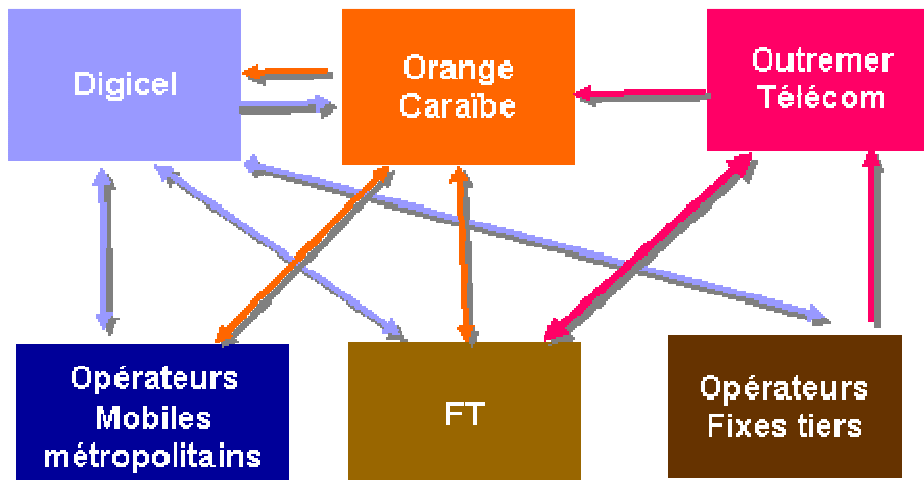 Digicel
Orange
Caraïbe
Outremer
Télécom
Opérateurs
Mobiles
métropolitains
FT
Opérateurs
Fixes tiers